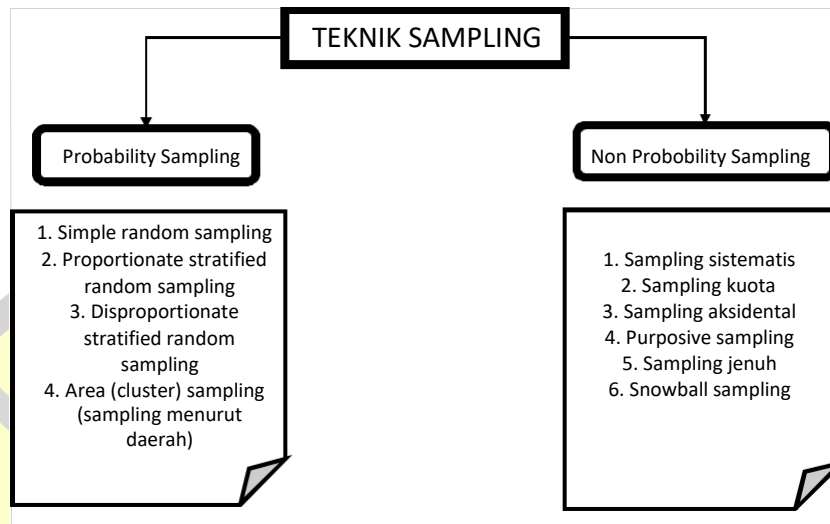 TEKNIK SAMPLING
Probability Sampling
Non Probobility Sampling
1. Simple random sampling
2. Proportionate stratified
random sampling
3. Disproportionate
stratified random
sampling
4. Area (cluster) sampling
(sampling menurut
daerah)
1. Sampling sistematis
2. Sampling kuota
3. Sampling aksidental
4. Purposive sampling
5. Sampling jenuh
6. Snowball sampling